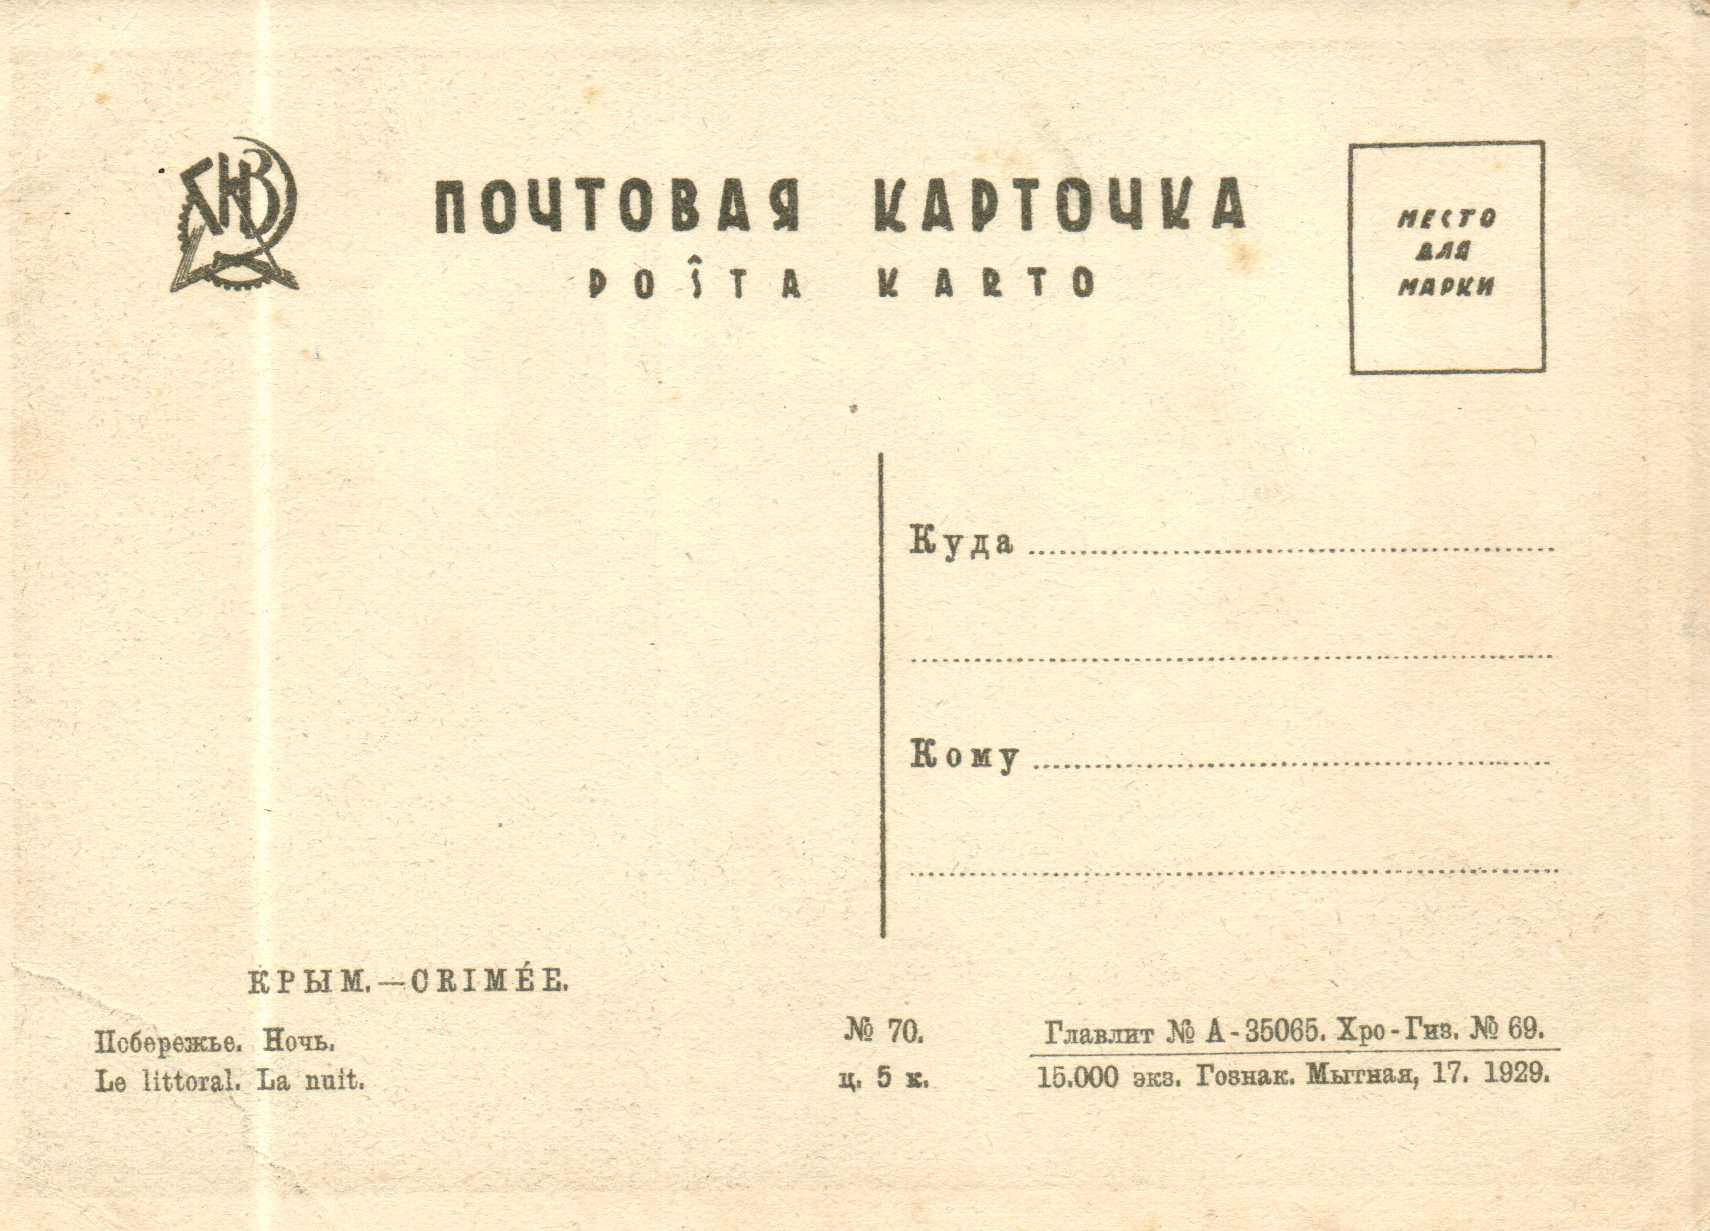 ПОЧТОВАЯ КАРТОЧКА
POŜTA KARTO
МЕСТО
ДЛЯ
МАРКИ
Куда
Кому
КРЫМ.—CRIMÉE.
Побережье. Ночь.
Le littoral. La nuit.
№ 70.
ц. 5 к.
Главлит № А-35065. Хро-Гиз. № 69.
15.000 экз. Гознак. Мытная, 17. 1929.